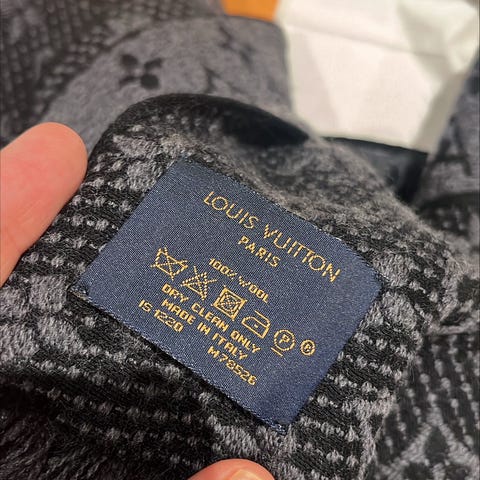 LOUIS VUITTON
PARIS
100% WOOL
P ®
DRY CLEAN ONLY
MADE IN ITALY
IS 1220 M78526